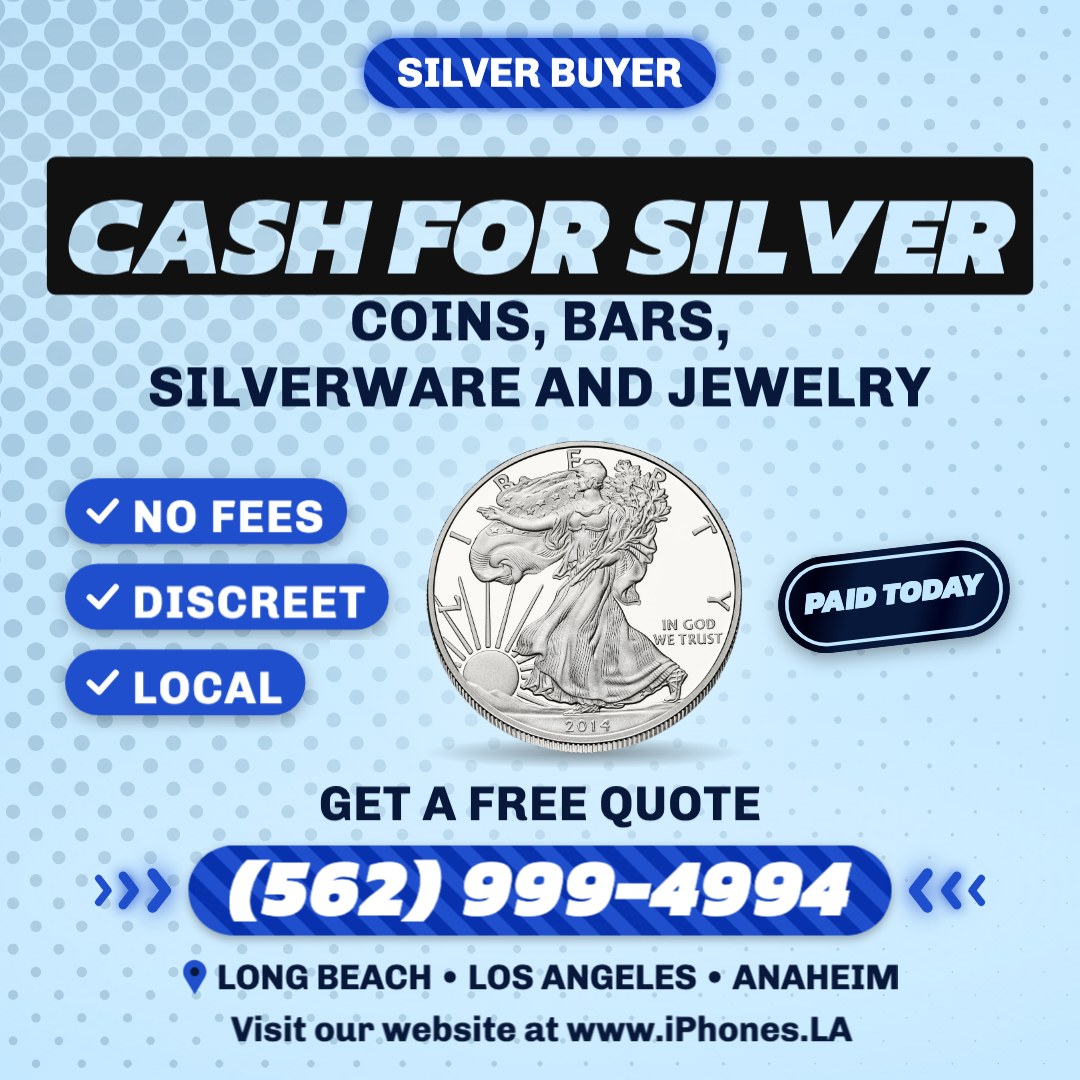 SILVER BUYER
CASH FOR SILVER
COINS, BARS,
SILVERWARE AND JEWELRY
NO FEES
DISCREET
LOCAL
LIBERTY
IN GOD
WE TRUST
2014
PAID TODAY
GET A FREE QUOTE
(562) 999-4994
LONG BEACH • LOS ANGELES • ANAHEIM
Visit our website at www.iPhones.LA